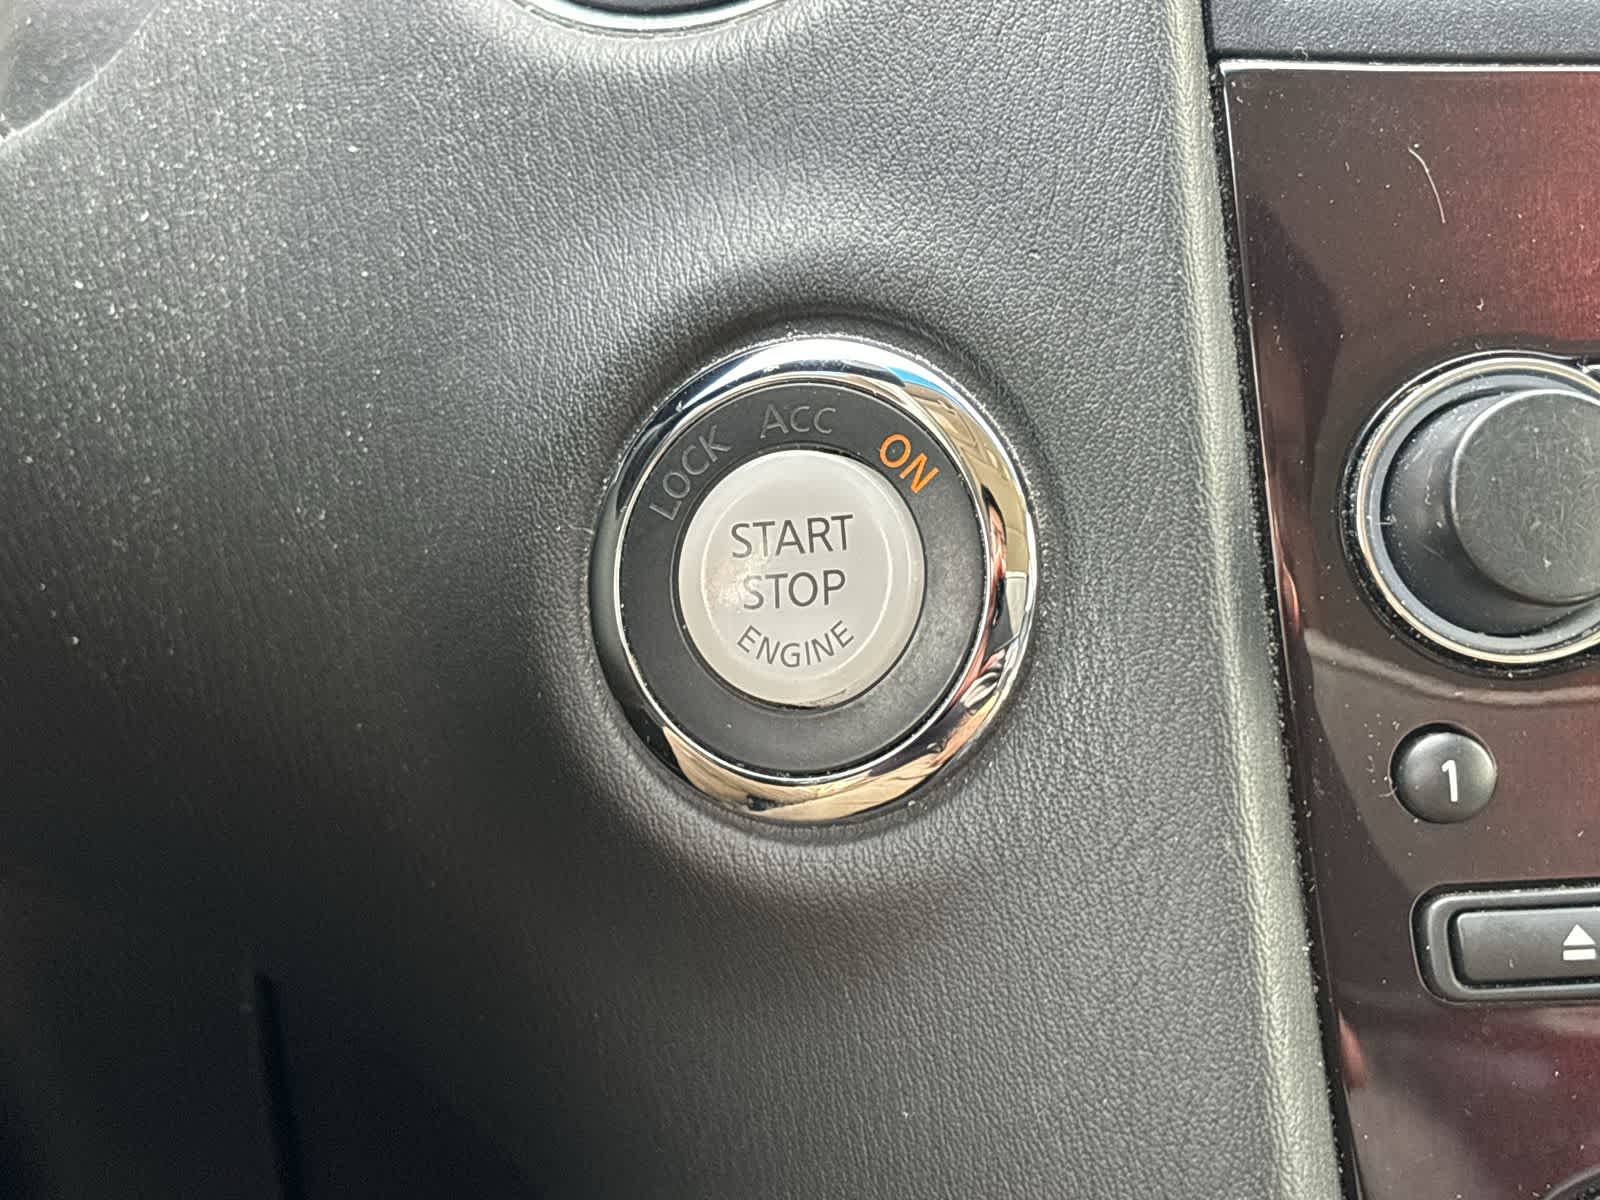 LOCK ACC ON
START
STOP
ENGINE
1